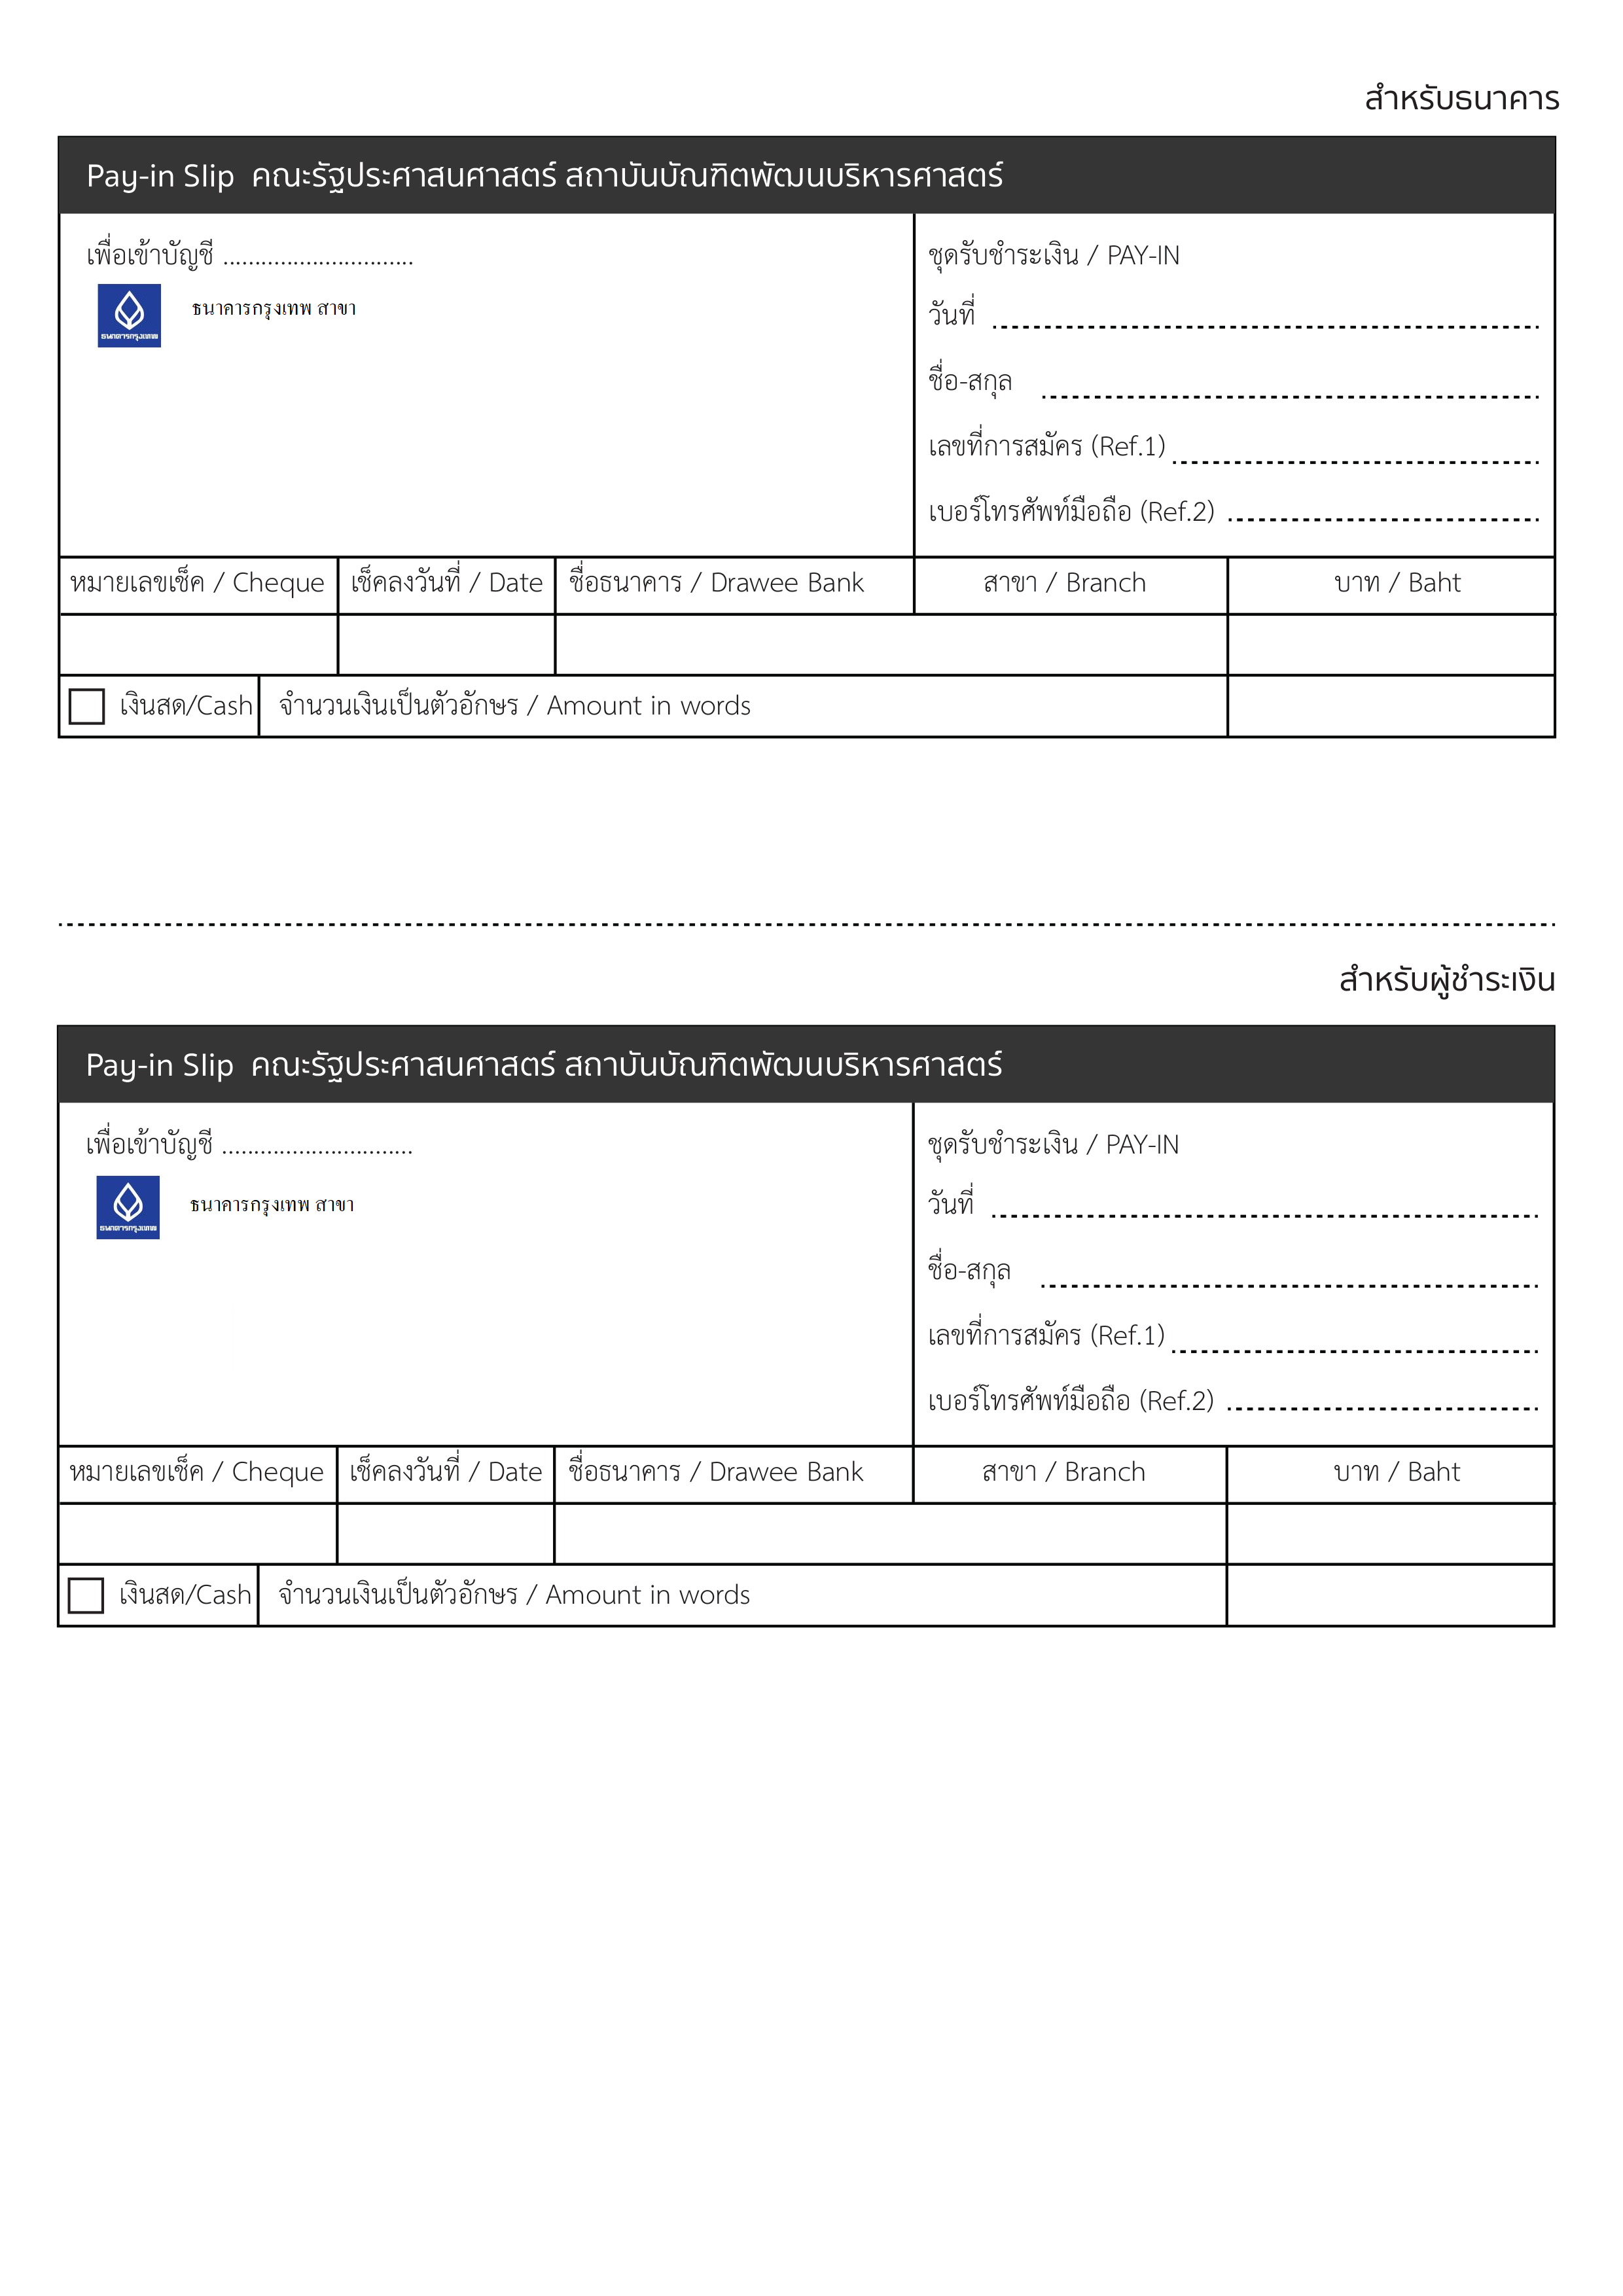 สำหรับธนาคาร
Pay-in Slip คณะรัฐประศาสนศาสตร์ สถาบันบัณฑิตพัฒนบริหารศาสตร์
เพื่อเข้าบัญชี ..............................
ธนาคารกรุงเทพ
ธนาคารกรุงเทพ สาขา
ชุดรับชำระเงิน / PAY-IN
วันที่
ชื่อ-สกุล
เลขที่การสมัคร (Ref.1)
เบอร์โทรศัพท์มือถือ (Ref.2)
หมายเลขเช็ค / Cheque เช็คลงวันที่ / Date ชื่อธนาคาร / Drawee Bank สาขา / Branch บาท / Baht
เงินสด/Cash จำนวนเงินเป็นตัวอักษร / Amount in words
สำหรับผู้ชำระเงิน
Pay-in Slip คณะรัฐประศาสนศาสตร์ สถาบันบัณฑิตพัฒนบริหารศาสตร์
เพื่อเข้าบัญชี ..............................
ธนาคารกรุงเทพ
ธนาคารกรุงเทพ สาขา
ชุดรับชำระเงิน / PAY-IN
วันที่
ชื่อ-สกุล
เลขที่การสมัคร (Ref.1)
เบอร์โทรศัพท์มือถือ (Ref.2)
หมายเลขเช็ค / Cheque เช็คลงวันที่ / Date ชื่อธนาคาร / Drawee Bank สาขา / Branch บาท / Baht
เงินสด/Cash จำนวนเงินเป็นตัวอักษร / Amount in words